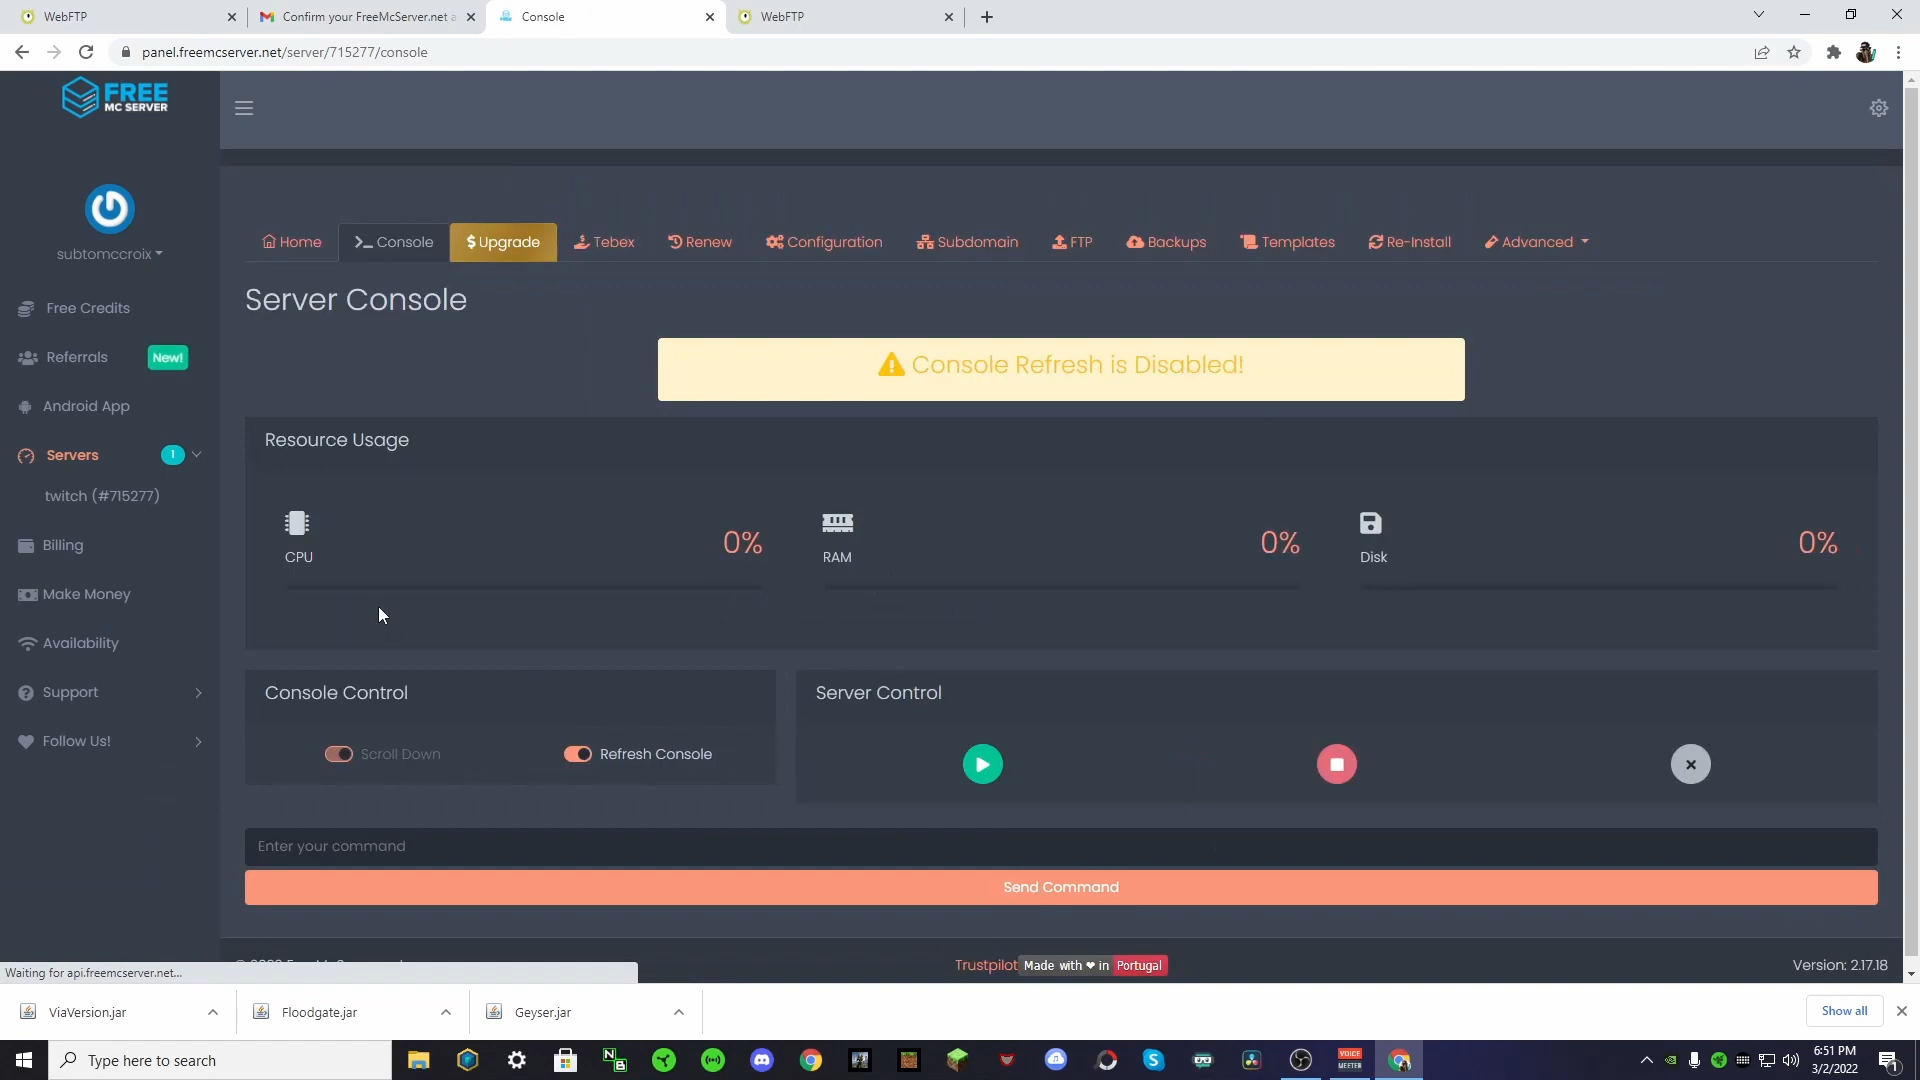 WebFTP
Confirm your FreeMcServer.net a
Console
WebFTP
panel.freemcserver.net/server/715277/console
FREE
MC SERVER
subtomccroix
Free Credits
Referrals New!
Android App
Servers 1
twitch (#715277)
Billing
Make Money
Availability
Support
Follow Us!
Home Console $ Upgrade Tebex Renew Configuration Subdomain FTP Backups Templates Re-Install Advanced
Server Console
Console Refresh is Disabled!
Resource Usage
CPU 0%
RAM 0%
Disk 0%
Console Control
Scroll Down Refresh Console
Server Control
Enter your command
Send Command
Trustpilot Made with ❤ in Portugal
Version: 2.17.18
Waiting for api.freemcserver.net...
ViaVersion.jar
Floodgate.jar
Geyser.jar
Show all
Type here to search
VOICE
MEETER
6:51 PM
3/2/2022
1